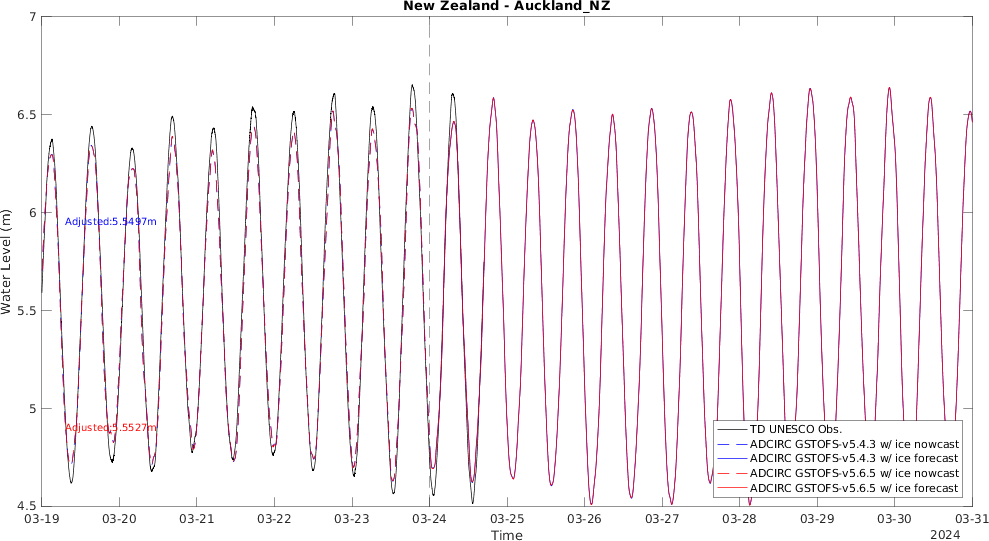 New Zealand - Auckland_NZ
7
6.5
6
5.5
5
4.5
Water Level (m)
Adjusted:5.5497m
Adjusted:5.5527m
TD UNESCO Obs.
ADCIRC GSTOFS-v5.4.3 w/ ice nowcast
ADCIRC GSTOFS-v5.4.3 w/ ice forecast
ADCIRC GSTOFS-v5.6.5 w/ ice nowcast
ADCIRC GSTOFS-v5.6.5 w/ ice forecast
03-19 03-20 03-21 03-22 03-23 03-24 03-25 03-26 03-27 03-28 03-29 03-30 03-31
Time
2024